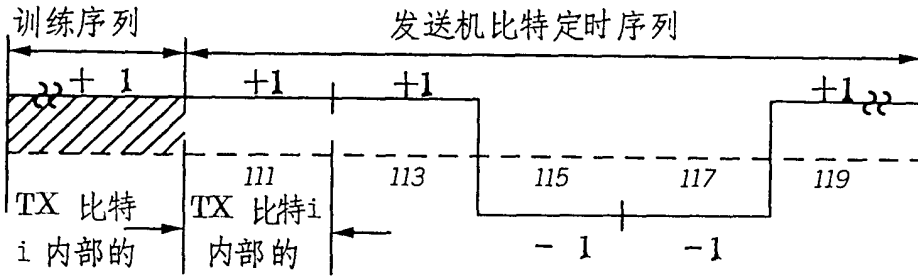 训练序列 发送机比特定时序列
+ 1 +1 +1 +1
111 113 115 117 119
TX 比特 TX 比特i
i 内部的 内部的
- 1 -1